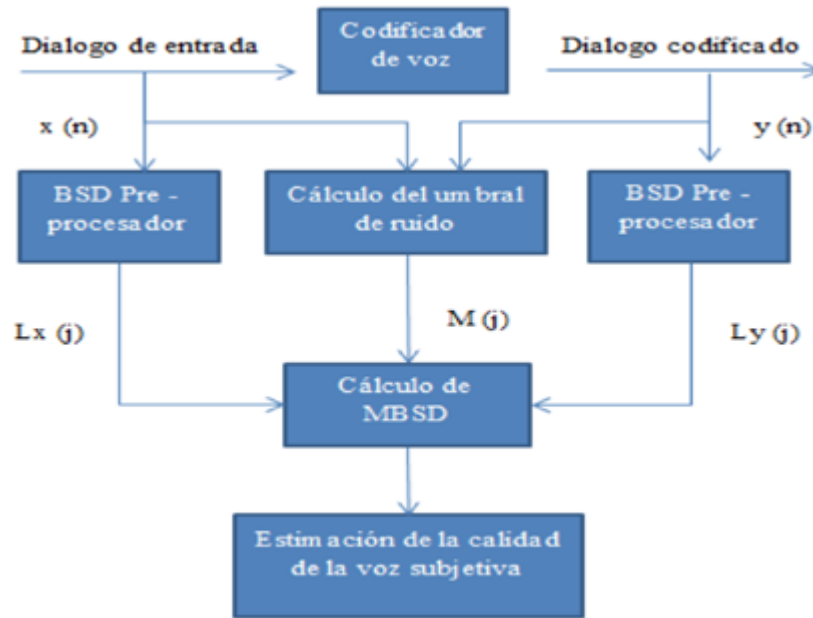 Dialogo de entrada
Codificador
de voz
Dialogo codificado
x (n)
y (n)
BSD Pre -
procesador
Cálculo del umbral
de ruido
BSD Pre -
procesador
Lx (j)
M (j)
Ly (j)
Cálculo de
MBSD
Estimación de la calidad
de la voz subjetiva